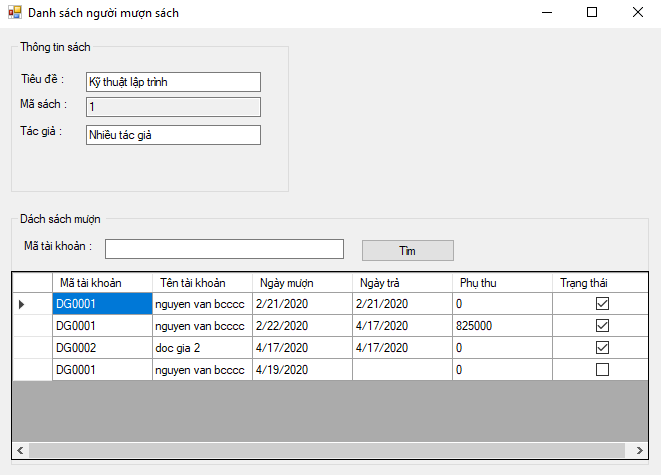 Danh sách người mượn sách
Thông tin sách
Tiêu đề : Kỹ thuật lập trình
Mã sách : 1
Tác giả : Nhiều tác giả
Dách sách mượn
Mã tài khoản : Tìm
Mã tài khoản Tên tài khoản Ngày mượn Ngày trả Phụ thu Trạng thái
DG0001 nguyen van bcccc 2/21/2020 2/21/2020 0
DG0001 nguyen van bcccc 2/22/2020 4/17/2020 825000
DG0002 doc gia 2 4/17/2020 4/17/2020 0
DG0001 nguyen van bcccc 4/19/2020 0